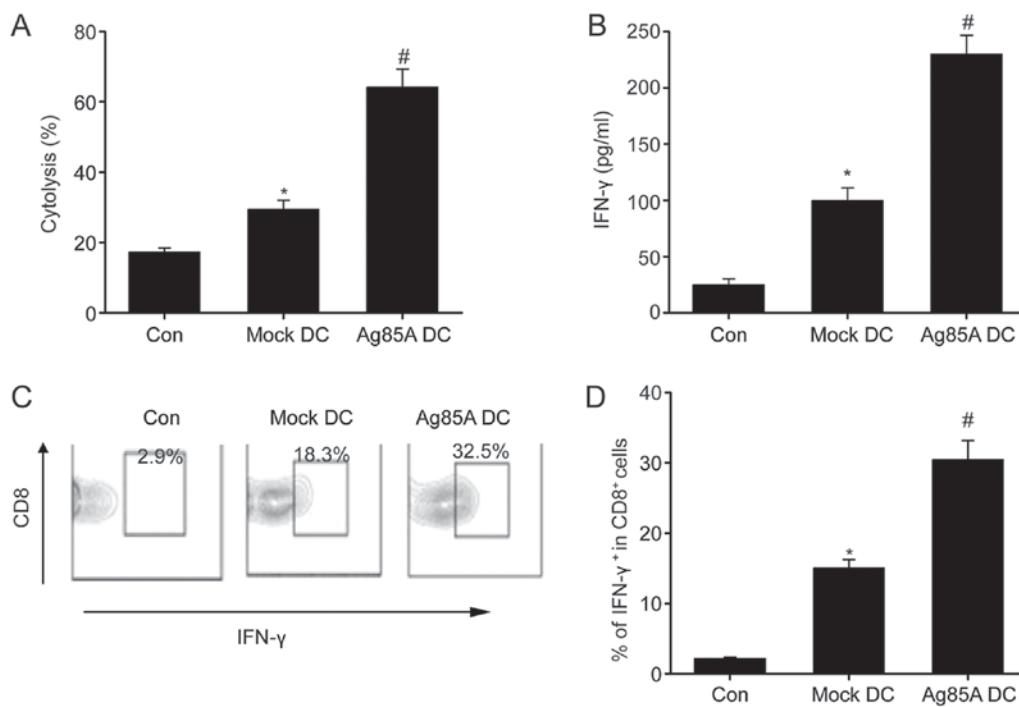 A
Cytolysis (%)
80
60
40
20
0
*
#
Con Mock DC Ag85A DC
B
IFN-γ (pg/ml)
250
200
150
100
50
0
*
#
Con Mock DC Ag85A DC
C
Con Mock DC Ag85A DC
2.9% 18.3% 32.5%
CD8
IFN-γ
D
% of IFN-γ⁺ in CD8⁺ cells
40
30
20
10
0
*
#
Con Mock DC Ag85A DC